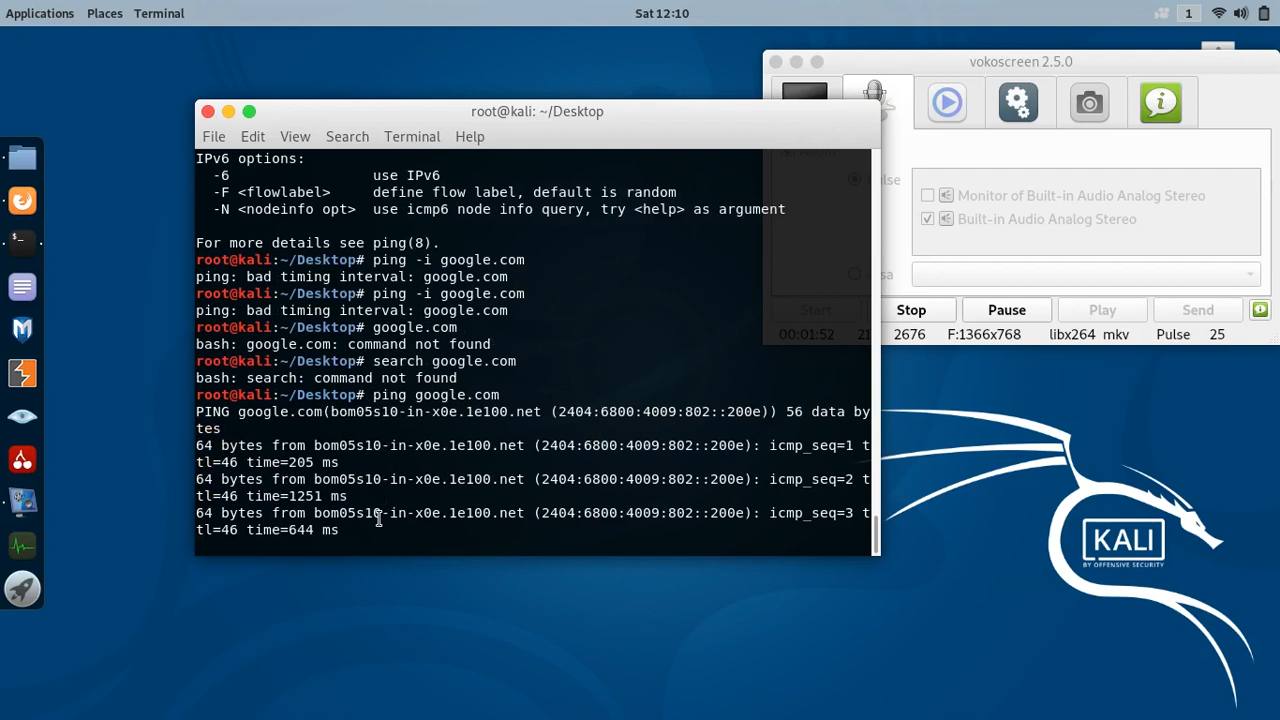 Applications Places Terminal Sat 12:10 1
vokoscreen 2.5.0
root@kali: ~/Desktop
File Edit View Search Terminal Help
IPv6 options:
-6 use IPv6
-F <flowlabel> define flow label, default is random
-N <nodeinfo opt> use icmp6 node info query, try <help> as argument
For more details see ping(8).
root@kali:~/Desktop# ping -i google.com
ping: bad timing interval: google.com
root@kali:~/Desktop# ping -i google.com
ping: bad timing interval: google.com
root@kali:~/Desktop# google.com
bash: google.com: command not found
root@kali:~/Desktop# search google.com
bash: search: command not found
root@kali:~/Desktop# ping google.com
PING google.com(bom05s10-in-x0e.1e100.net (2404:6800:4009:802::200e)) 56 data by
tes
64 bytes from bom05s10-in-x0e.1e100.net (2404:6800:4009:802::200e): icmp_seq=1 t
tl=46 time=205 ms
64 bytes from bom05s10-in-x0e.1e100.net (2404:6800:4009:802::200e): icmp_seq=2 t
tl=46 time=1251 ms
64 bytes from bom05s10-in-x0e.1e100.net (2404:6800:4009:802::200e): icmp_seq=3 t
tl=46 time=644 ms
Monitor of Built-in Audio Analog Stereo
Built-in Audio Analog Stereo
Start Stop Pause Play Send
00:01:52 2676 F:1366x768 libx264 mkv Pulse 25
KALI
BY OFFENSIVE SECURITY